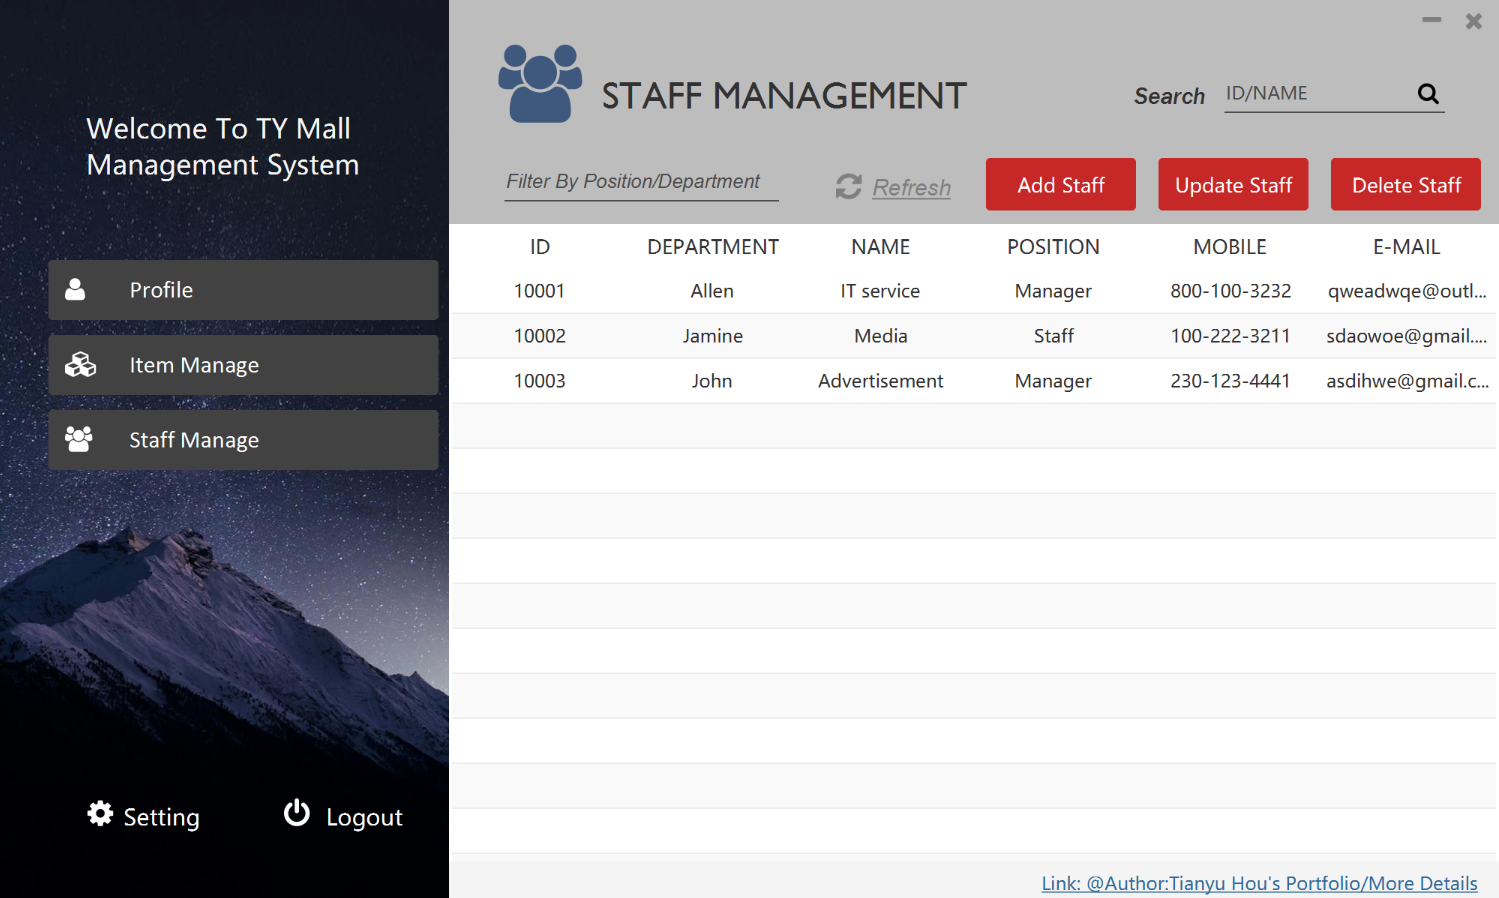 Welcome To TY Mall
Management System
Profile
Item Manage
Staff Manage
Setting Logout
STAFF MANAGEMENT
Search ID/NAME
Filter By Position/Department Refresh Add Staff Update Staff Delete Staff
ID DEPARTMENT NAME POSITION MOBILE E-MAIL
10001 Allen IT service Manager 800-100-3232 qweadwqe@outl...
10002 Jamine Media Staff 100-222-3211 sdaowoe@gmail....
10003 John Advertisement Manager 230-123-4441 asdihwe@gmail.c...
Link: @Author:Tianyu Hou's Portfolio/More Details